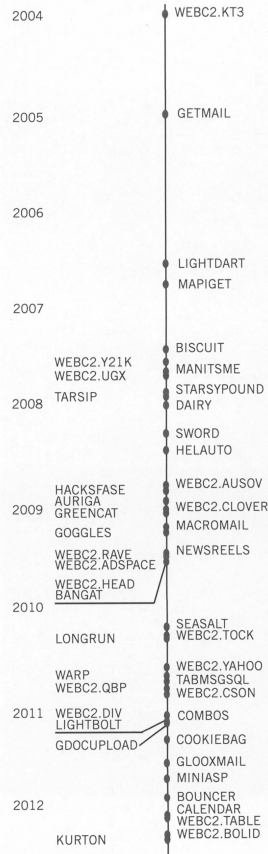 2004
WEBC2.KT3
2005
GETMAIL
2006
LIGHTDART
MAPIGET
2007
BISCUIT
WEBC2.Y21K
MANITSME
WEBC2.UGX
STARSYPOUND
TARSIP
2008
DAIRY
SWORD
HELAUTO
WEBC2.AUSOV
HACKSFASE
AURIGA
WEBC2.CLOVER
2009
GREENCAT
MACROMAIL
GOGGLES
NEWSREELS
WEBC2.RAVE
WEBC2.ADSPACE
WEBC2.HEAD
BANGAT
2010
SEASALT
WEBC2.TOCK
LONGRUN
WEBC2.YAHOO
WARP
TABMSGSQL
WEBC2.QBP
WEBC2.CSON
2011
WEBC2.DIV
COMBOS
LIGHTBOLT
COOKIEBAG
GDOCUPLOAD
GLOOXMAIL
MINIASP
BOUNCER
2012
CALENDAR
WEBC2.TABLE
WEBC2.BOLID
KURTON